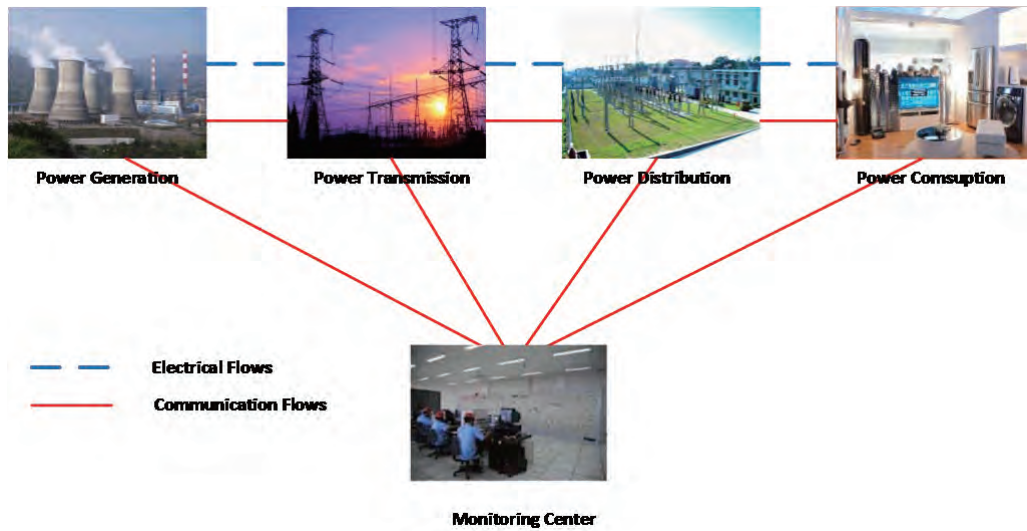 Power Generation
Power Transmission
Power Distribution
Power Comsuption
Electrical Flows
Communication Flows
Monitoring Center